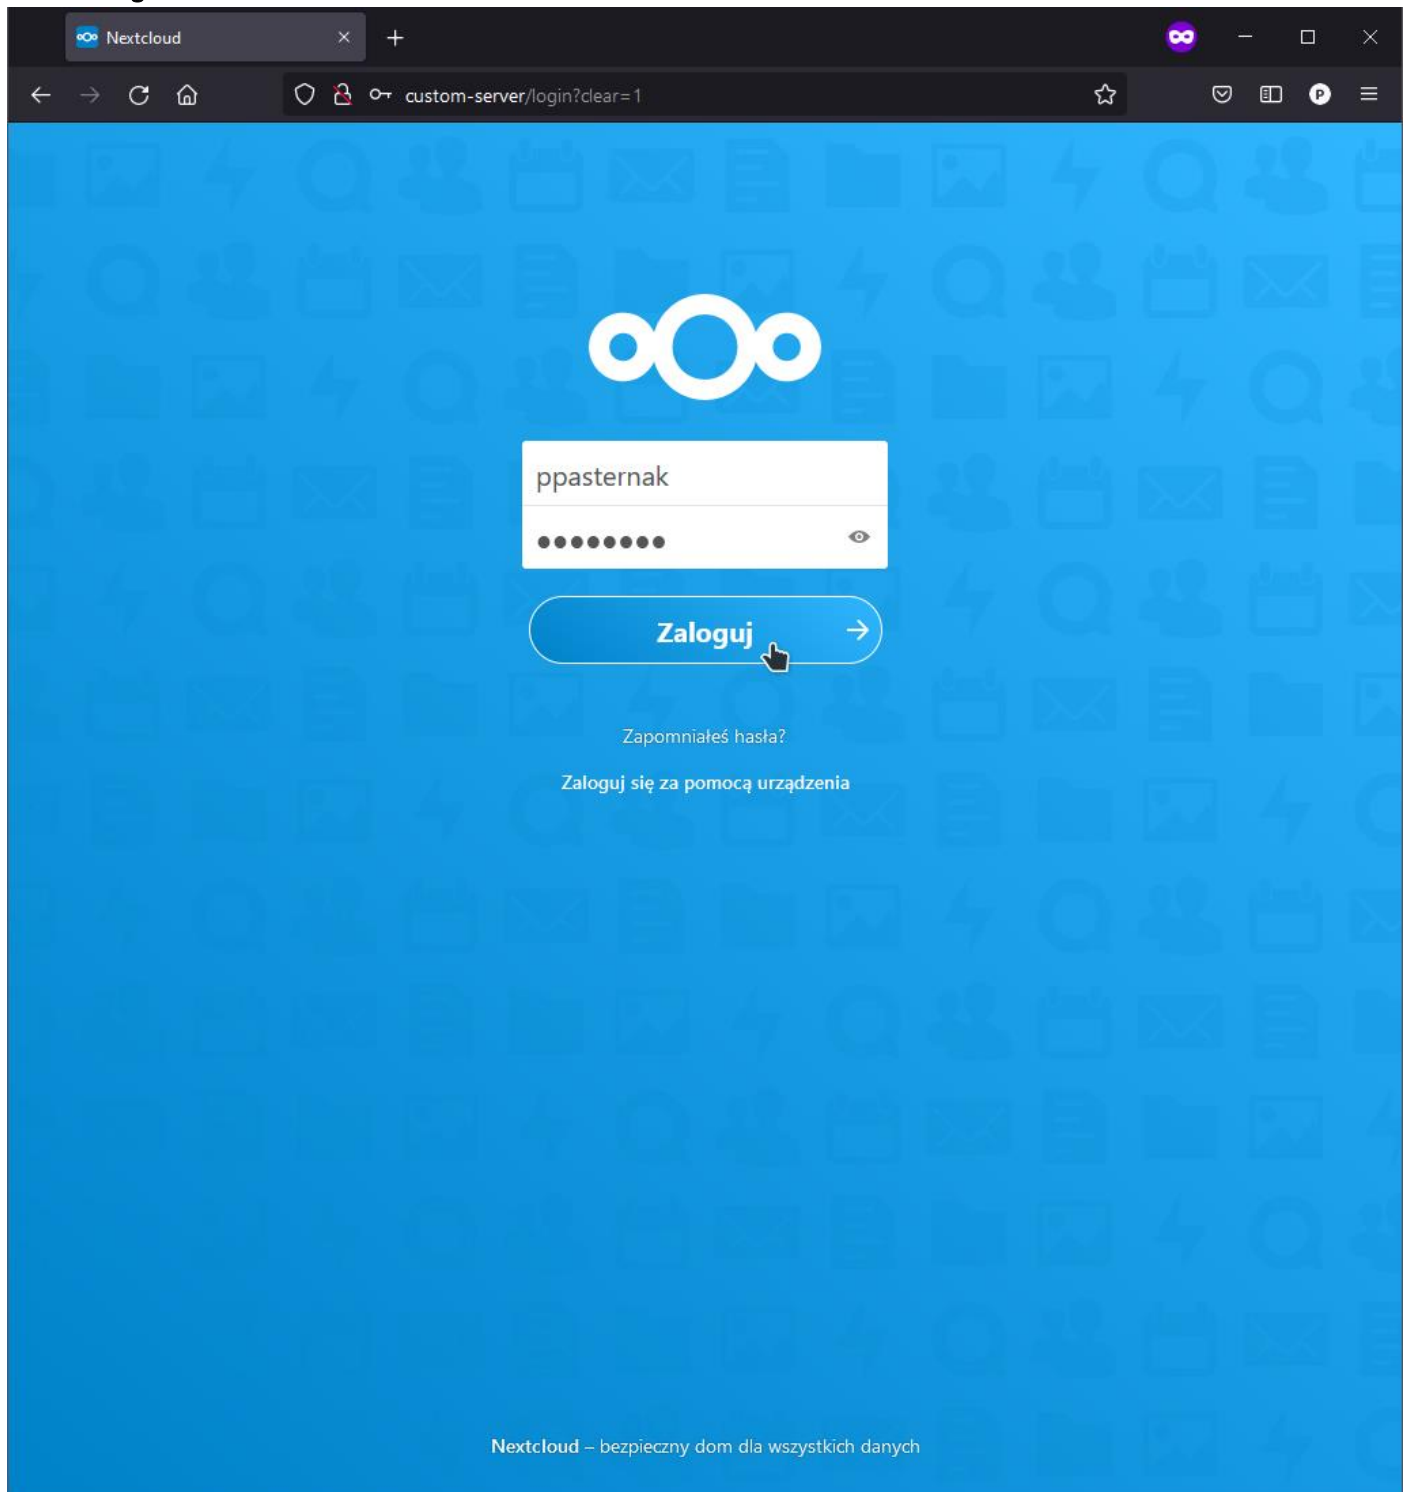 Nextcloud
custom-server/login?clear=1
P
ppasternak
Zaloguj
Zapomniałeś hasła?
Zaloguj się za pomocą urządzenia
Nextcloud – bezpieczny dom dla wszystkich danych